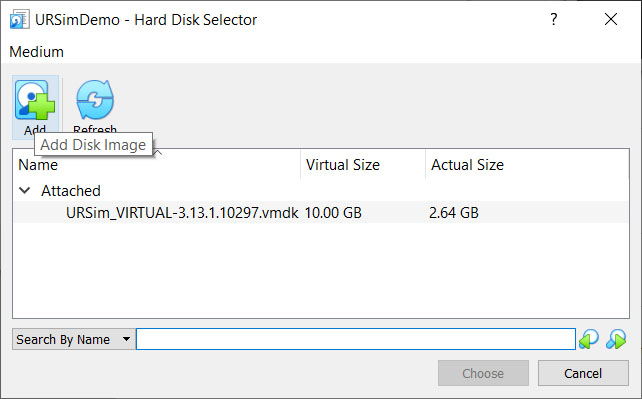 URSimDemo - Hard Disk Selector
?
Medium
Add
Refresh
Add Disk Image
Name Virtual Size Actual Size
Attached
URSim_VIRTUAL-3.13.1.10297.vmdk 10.00 GB 2.64 GB
Search By Name
Choose Cancel